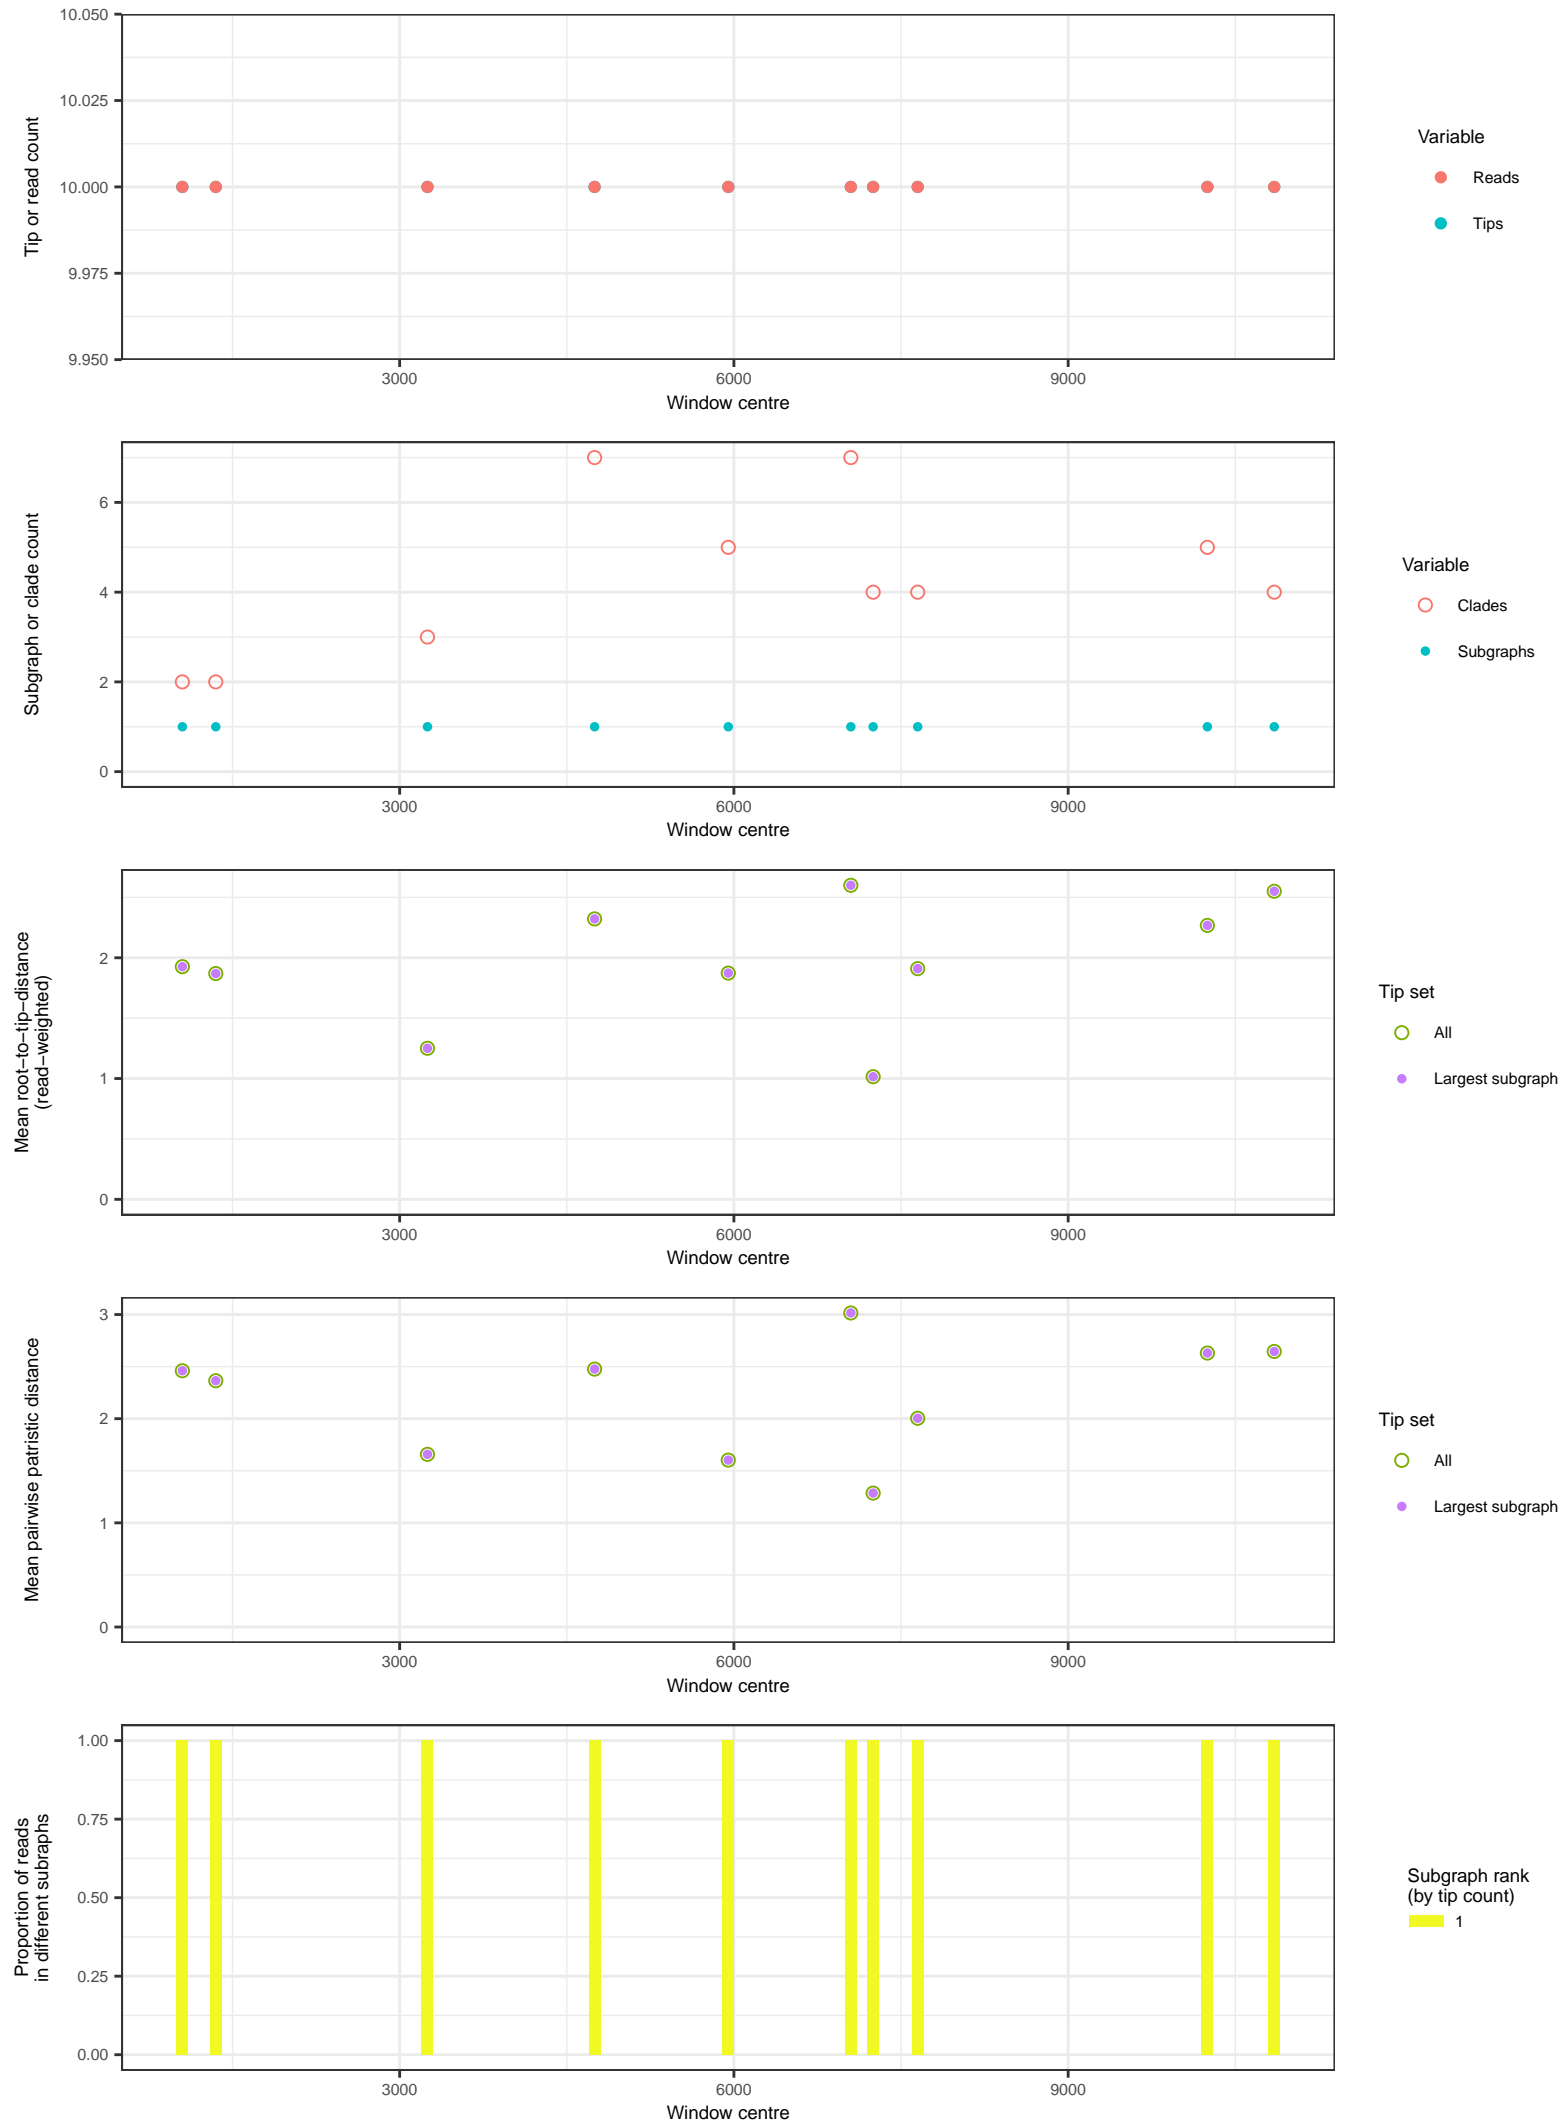 10.050
10.025
10.000
9.975
9.950
Tip or read count
3000 6000 9000
Window centre
Variable
Reads
Tips
6
4
2
0
Subgraph or clade count
3000 6000 9000
Window centre
Variable
Clades
Subgraphs
2
1
0
Mean root−to−tip−distance
(read−weighted)
3000 6000 9000
Window centre
Tip set
All
Largest subgraph
3
2
1
0
Mean pairwise patristic distance
3000 6000 9000
Window centre
Tip set
All
Largest subgraph
1.00
0.75
0.50
0.25
0.00
Proportion of reads
in different subraphs
3000 6000 9000
Window centre
Subgraph rank
(by tip count)
1